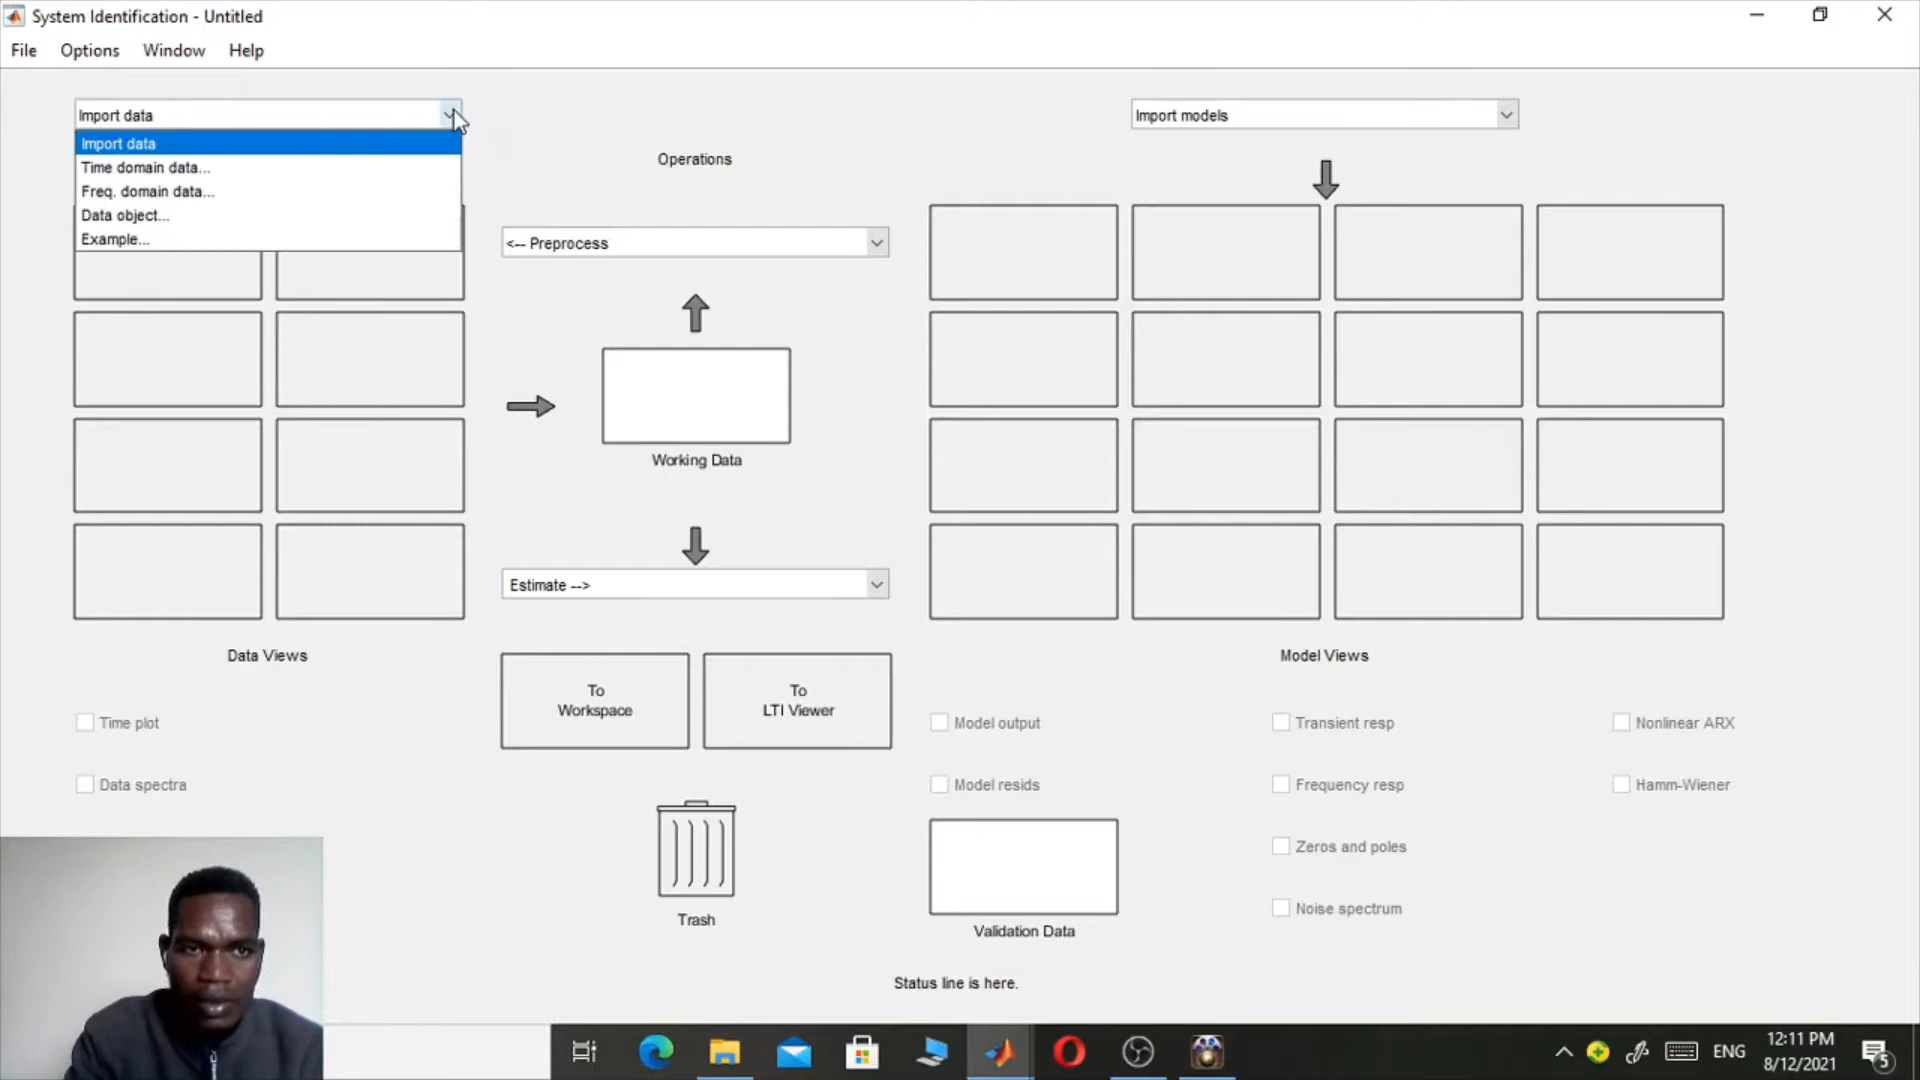 System Identification - Untitled
File Options Window Help
Import data
Import data
Time domain data...
Freq. domain data...
Data object...
Example...
Operations
<-- Preprocess
Working Data
Estimate -->
Import models
Data Views
To
Workspace
To
LTI Viewer
Model Views
Time plot
Data spectra
Trash
Model output
Model resids
Transient resp
Frequency resp
Zeros and poles
Noise spectrum
Nonlinear ARX
Hamm-Wiener
Validation Data
Status line is here.
ENG
12:11 PM
8/12/2021
5